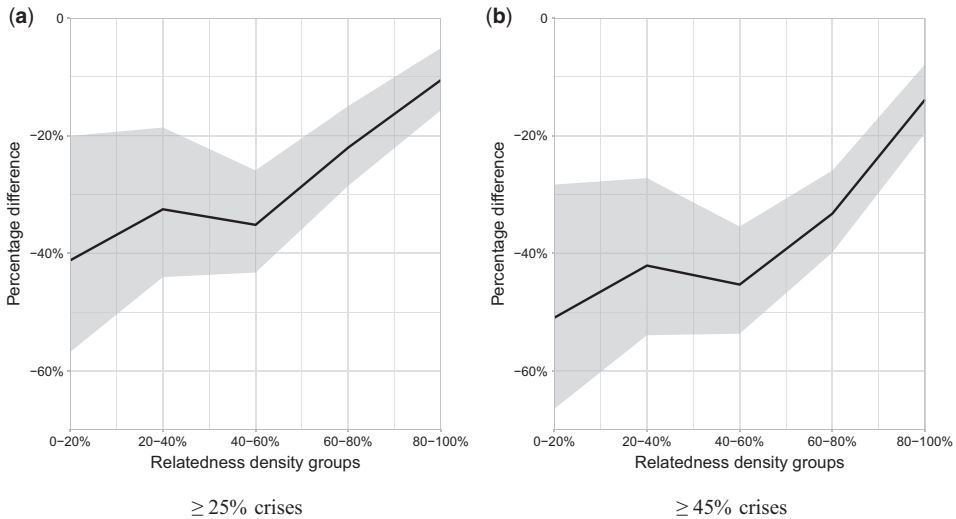 (a)
0
−20%
−40%
−60%
Percentage difference
0−20% 20−40% 40−60% 60−80% 80−100%
Relatedness density groups
≥ 25% crises
(b)
0
−20%
−40%
−60%
Percentage difference
0−20% 20−40% 40−60% 60−80% 80−100%
Relatedness density groups
≥ 45% crises